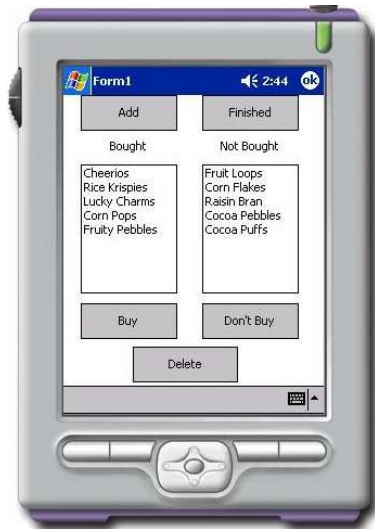 Form1 2:44 ok
Add Finished
Bought Not Bought
Cheerios
Rice Krispies
Lucky Charms
Corn Pops
Fruity Pebbles
Fruit Loops
Corn Flakes
Raisin Bran
Cocoa Pebbles
Cocoa Puffs
Buy Don't Buy
Delete